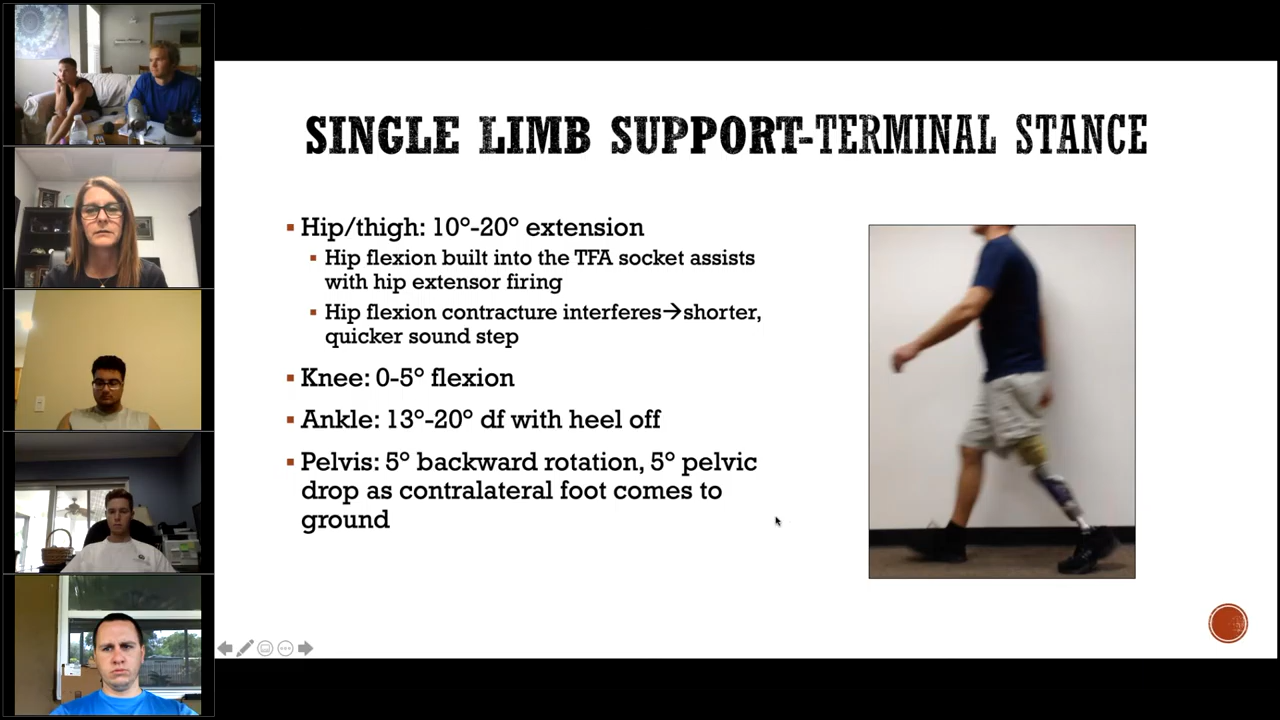 SINGLE LIMB SUPPORT-TERMINAL STANCE
▪ Hip/thigh: 10°-20° extension
▪ Hip flexion built into the TFA socket assists
with hip extensor firing
▪ Hip flexion contracture interferes→shorter,
quicker sound step
▪ Knee: 0-5° flexion
▪ Ankle: 13°-20° df with heel off
▪ Pelvis: 5° backward rotation, 5° pelvic
drop as contralateral foot comes to
ground